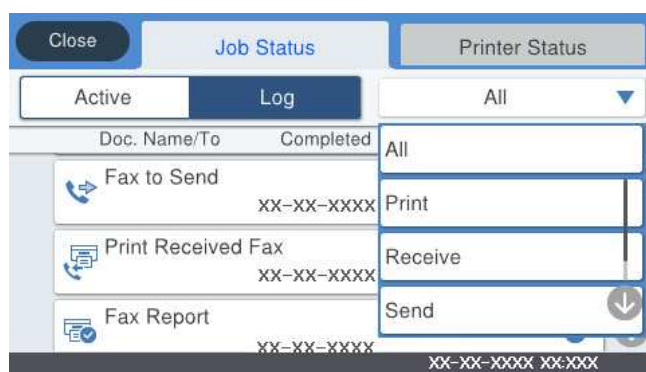 Close Job Status Printer Status
Active Log All
Doc. Name/To Completed
All
Fax to Send
XX-XX-XXXX
Print
Print Received Fax
XX-XX-XXXX
Receive
Fax Report
XX-XX-XXXX
Send
XX-XX-XXXX XX:XXX